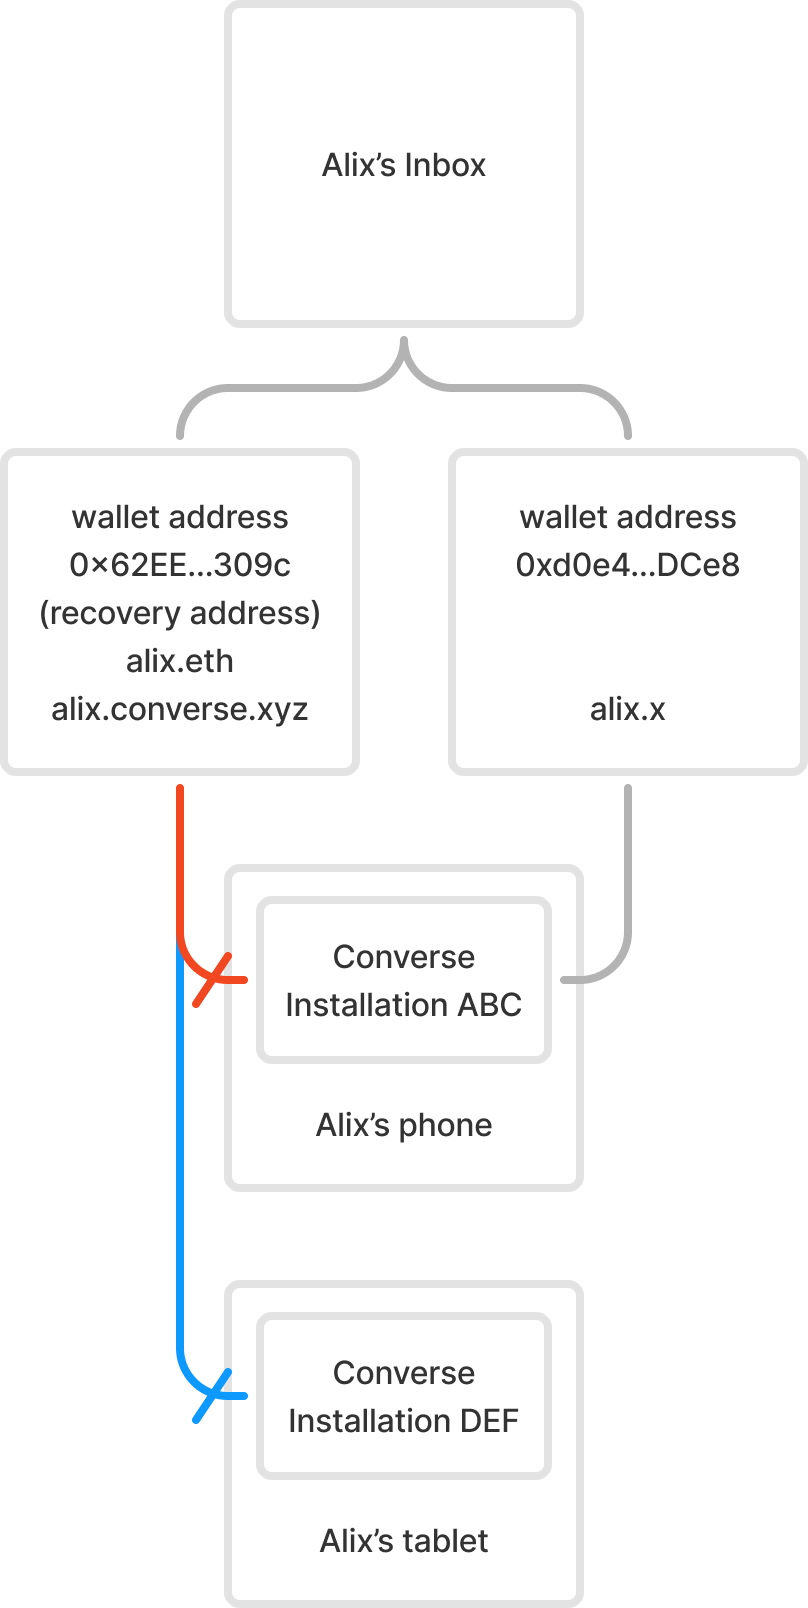 Alix’s Inbox
wallet address
0×62EE...309c
(recovery address)
alix.eth
alix.converse.xyz
wallet address
0xd0e4...DCe8
alix.x
Converse
Installation ABC
Alix’s phone
Converse
Installation DEF
Alix’s tablet